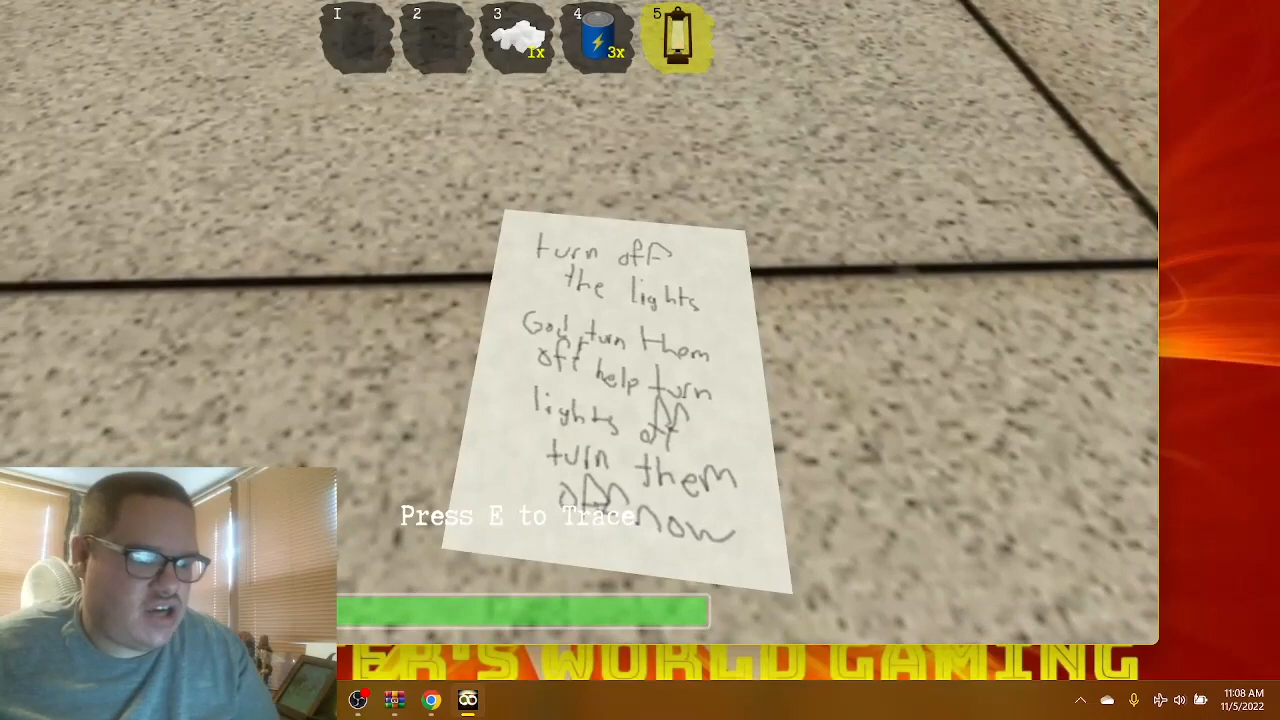 1 2 3 4 5
1x 3x
turn off
the lights
God turn them
off help turn
lights off
turn them
off now
Press E to Trace
ER'S WORLD GAMING
11:08 AM
11/5/2022